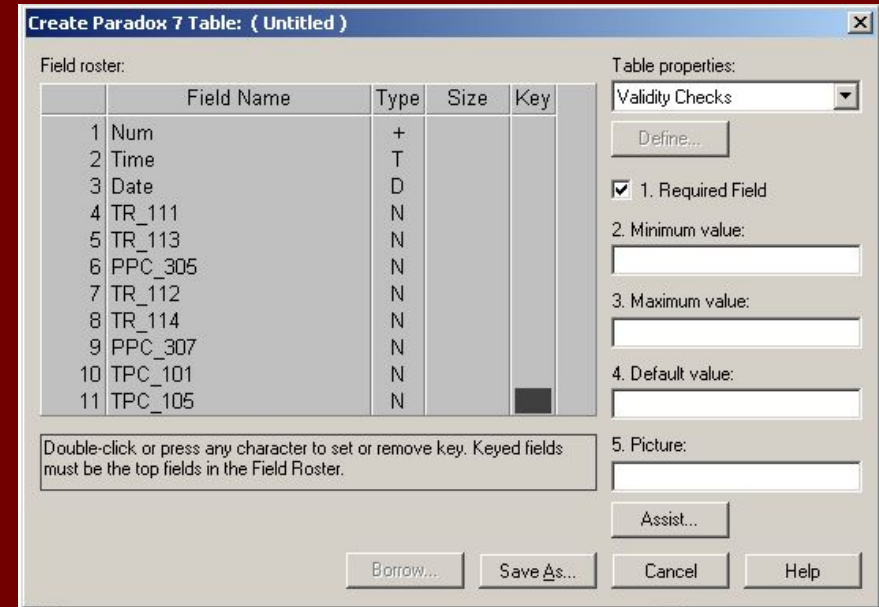 Create Paradox 7 Table: ( Untitled )
Field roster:
Field Name Type Size Key
1 Num +
2 Time T
3 Date D
4 TR_111 N
5 TR_113 N
6 PPC_305 N
7 TR_112 N
8 TR_114 N
9 PPC_307 N
10 TPC_101 N
11 TPC_105 N
Double-click or press any character to set or remove key. Keyed fields
must be the top fields in the Field Roster.
Table properties:
Validity Checks
Define...
1. Required Field
2. Minimum value:
3. Maximum value:
4. Default value:
5. Picture:
Assist...
Borrow... Save As... Cancel Help